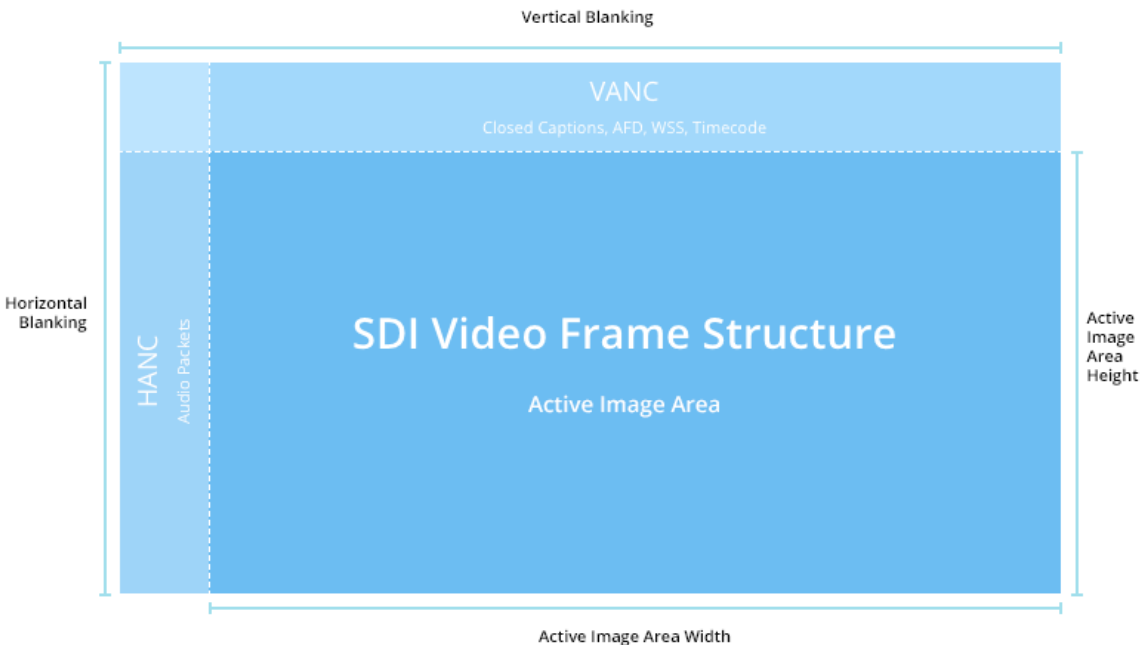 Vertical Blanking
VANC
Closed Captions, AFD, WSS, Timecode
Horizontal
Blanking
HANC
Audio Packets
SDI Video Frame Structure
Active Image Area
Active
Image
Area
Height
Active Image Area Width